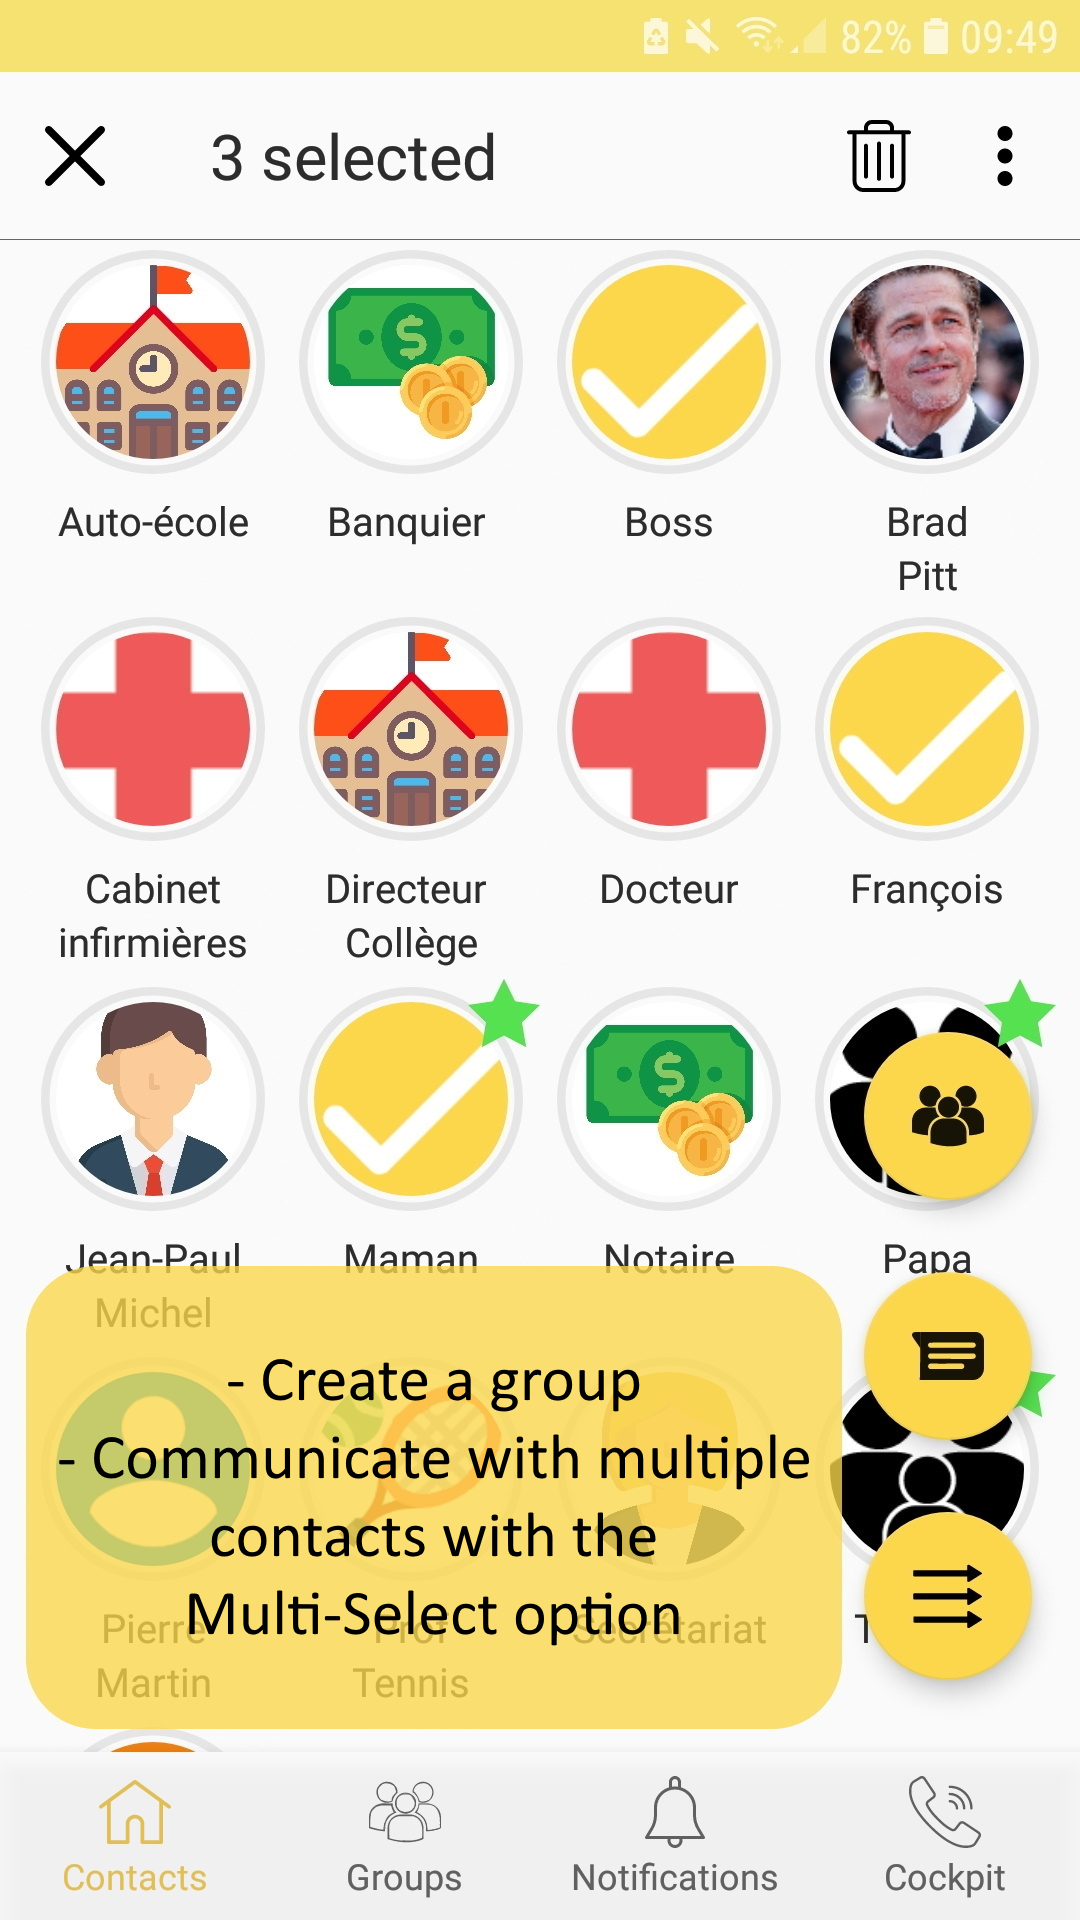 82% 09:49
3 selected
Auto-école
Banquier
Boss
Brad
Pitt
Cabinet
infirmières
Directeur
Collège
Docteur
François
Jean-Paul
Michel
Maman
Notaire
Papa
- Create a group
- Communicate with multiple
contacts with the
Multi-Select option
Pierre
Martin
Prof
Tennis
Secrétariat
Contacts
Groups
Notifications
Cockpit